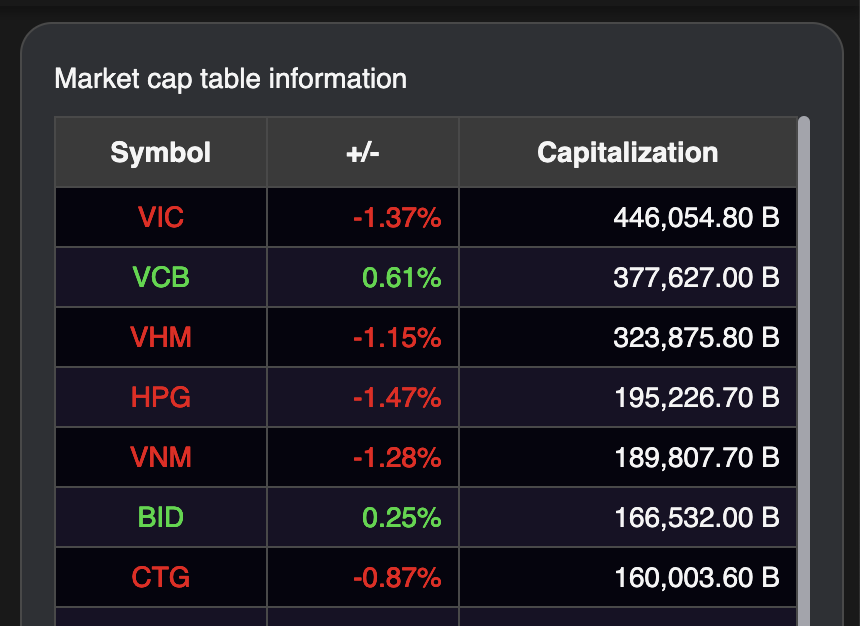 Market cap table information
Symbol +/- Capitalization
VIC -1.37% 446,054.80 B
VCB 0.61% 377,627.00 B
VHM -1.15% 323,875.80 B
HPG -1.47% 195,226.70 B
VNM -1.28% 189,807.70 B
BID 0.25% 166,532.00 B
CTG -0.87% 160,003.60 B